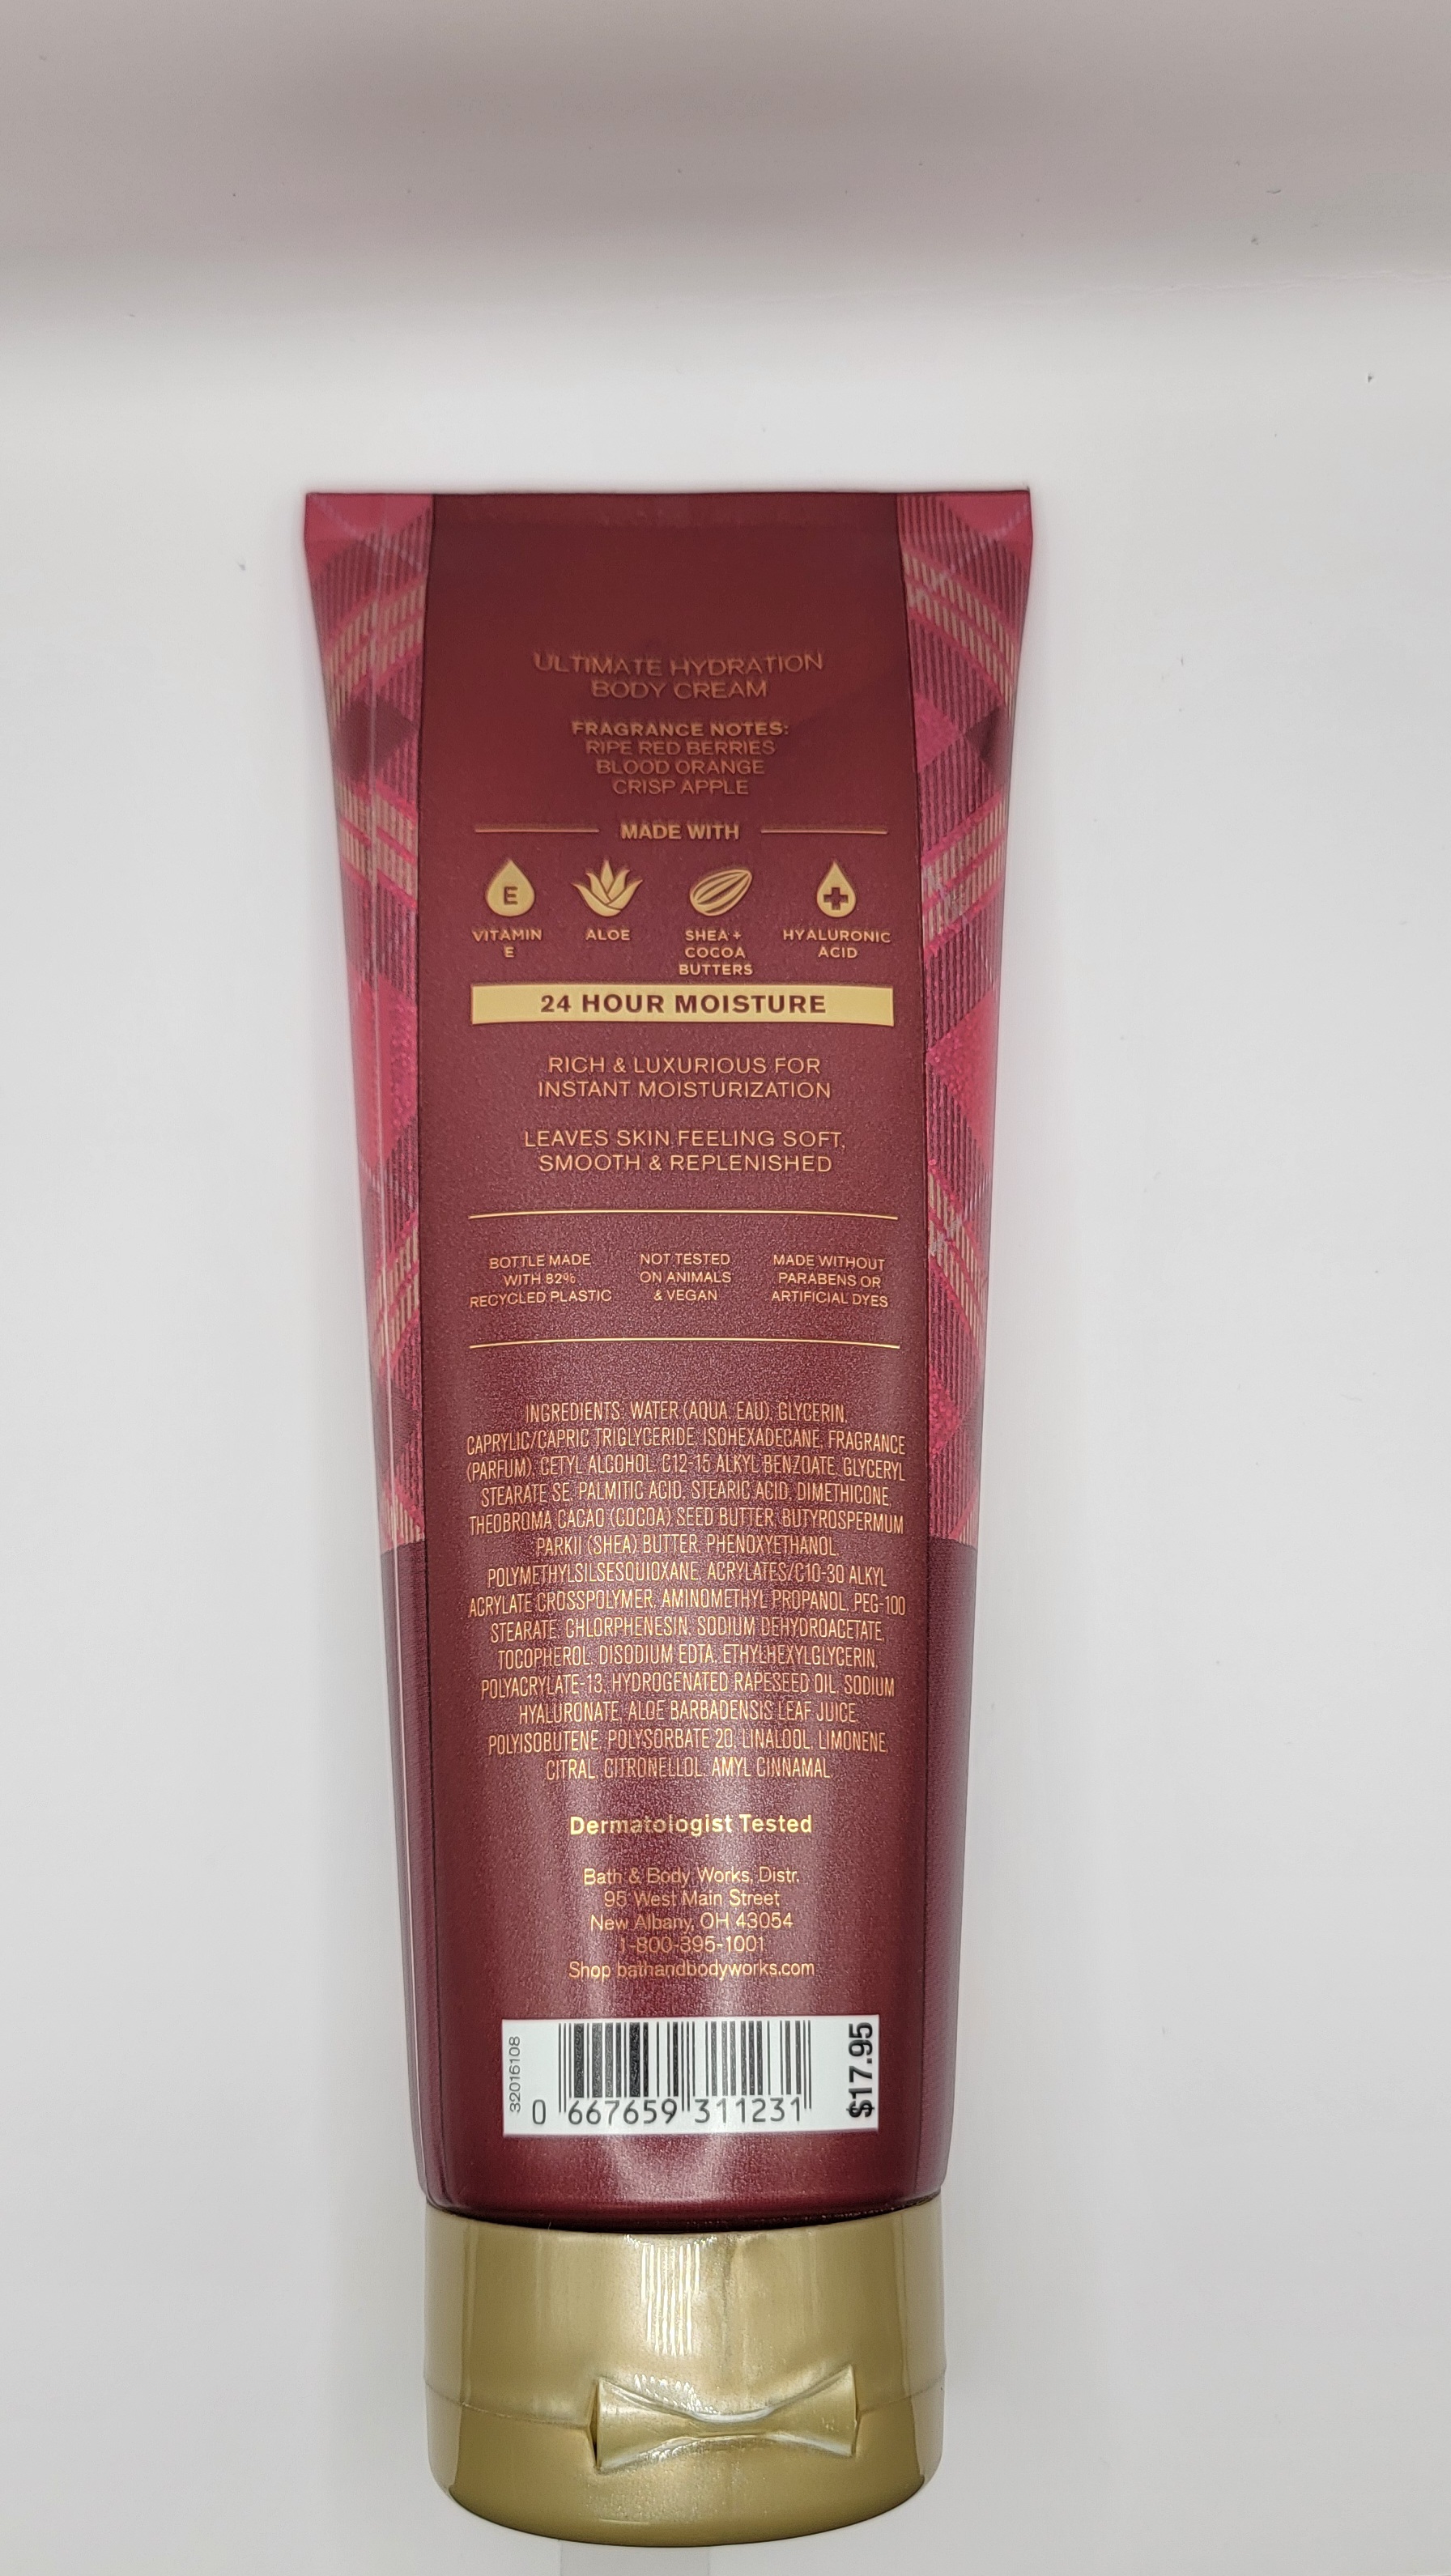 ULTIMATE HYDRATION
BODY CREAM
FRAGRANCE NOTES:
RIPE RED BERRIES
BLOOD ORANGE
CRISP APPLE
MADE WITH
E
VITAMIN
E
ALOE
SHEA +
COCOA
BUTTERS
HYALURONIC
ACID
24 HOUR MOISTURE
RICH & LUXURIOUS FOR
INSTANT MOISTURIZATION
LEAVES SKIN FEELING SOFT,
SMOOTH & REPLENISHED
BOTTLE MADE
WITH 82%
RECYCLED PLASTIC
NOT TESTED
ON ANIMALS
& VEGAN
MADE WITHOUT
PARABENS OR
ARTIFICIAL DYES
INGREDIENTS: WATER (AQUA, EAU), GLYCERIN,
CAPRYLIC/CAPRIC TRIGLYCERIDE, ISOHEXADECANE, FRAGRANCE
(PARFUM), CETYL ALCOHOL, C12-15 ALKYL BENZOATE, GLYCERYL
STEARATE SE, PALMITIC ACID, STEARIC ACID, DIMETHICONE,
THEOBROMA CACAO (COCOA) SEED BUTTER, BUTYROSPERMUM
PARKII (SHEA) BUTTER, PHENOXYETHANOL,
POLYMETHYLSILSESQUIOXANE, ACRYLATES/C10-30 ALKYL
ACRYLATE CROSSPOLYMER, AMINOMETHYL PROPANOL, PEG-100
STEARATE, CHLORPHENESIN, SODIUM DEHYDROACETATE,
TOCOPHEROL, DISODIUM EDTA, ETHYLHEXYLGLYCERIN,
POLYACRYLATE-13, HYDROGENATED RAPESEED OIL, SODIUM
HYALURONATE, ALOE BARBADENSIS LEAF JUICE,
POLYISOBUTENE, POLYSORBATE 20, LINALOOL, LIMONENE,
CITRAL, CITRONELLOL, AMYL CINNAMAL
Dermatologist Tested
Bath & Body Works, Distr.
95 West Main Street
New Albany, OH 43054
1-800-395-1001
Shop bathandbodyworks.com
32016108
0 667659 311231
$17.95